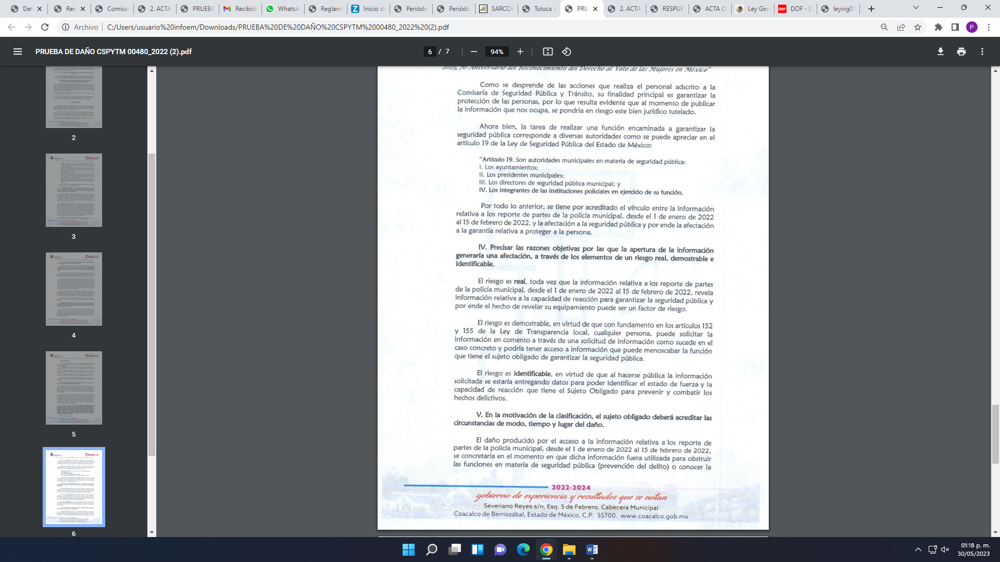 Det
Rec
Comisa
2. ACTA
PRUEBA
Recibid
WhatsA
Reglam
Inicio d
Periódic
Periódic
SARCOE
Toluca
PRU
2. ACTA
RESPUE
ACTA C
Ley Gen
DOF - D
leyvig01
Archivo
C:/Users/usuario%20infoem/Downloads/PRUEBA%20DE%20DAÑO%20CSPYTM%2000480_2022%20(2).pdf
P
PRUEBA DE DAÑO CSPYTM 00480_2022 (2).pdf
6 / 7
94%
2
3
4
5
6
2023, 70 Aniversario del Reconocimiento del Derecho al Voto de las Mujeres en México"
Como se desprende de las acciones que realiza el personal adscrito a la
Comisaría de Seguridad Pública y Tránsito, su finalidad principal es garantizar la
protección de las personas, por lo que resulta evidente que al momento de publicar
la información que nos ocupa, se pondría en riesgo este bien jurídico tutelado.
Ahora bien, la tarea de realizar una función encaminada a garantizar la
seguridad pública corresponde a diversas autoridades como se puede apreciar en el
artículo 19 de la Ley de Seguridad Pública del Estado de México:
"Artículo 19. Son autoridades municipales en materia de seguridad pública:
I. Los ayuntamientos;
II. Los presidentes municipales;
III. Los directores de seguridad pública municipal; y
IV. Los integrantes de las instituciones policiales en ejercicio de su función.
Por todo lo anterior, se tiene por acreditado el vínculo entre la información
relativa a los reporte de partes de la policía municipal, desde el 1 de enero de 2022
al 15 de febrero de 2022, y la afectación a la seguridad pública y por ende la afectación
a la garantía relativa a proteger a la persona.
IV. Precisar las razones objetivas por las que la apertura de la información
generaría una afectación, a través de los elementos de un riesgo real, demostrable e
identificable.
El riesgo es real, toda vez que la información relativa a los reporte de partes
de la policía municipal, desde el 1 de enero de 2022 al 15 de febrero de 2022, revela
información relativa a la capacidad de reacción para garantizar la seguridad pública y
por ende el hecho de revelar su equipamiento puede ser un factor de riesgo.
El riesgo es demostrable, en virtud de que con fundamento en los artículos 152
y 155 de la Ley de Transparencia local, cualquier persona, puede solicitar la
información en comento a través de una solicitud de información como sucede en el
caso concreto y podría tener acceso a información que puede menoscabar la función
que tiene el sujeto obligado de garantizar la seguridad pública.
El riesgo es identificable, en virtud de que al hacerse pública la información
solicitada se estaría entregando datos para poder identificar el estado de fuerza y la
capacidad de reacción que tiene el Sujeto Obligado para prevenir y combatir los
hechos delictivos.
V. En la motivación de la clasificación, el sujeto obligado deberá acreditar las
circunstancias de modo, tiempo y lugar del daño.
El daño producido por el acceso a la información relativa a los reporte de
partes de la policía municipal, desde el 1 de enero de 2022 al 15 de febrero de 2022,
se concretaría en el momento en que dicha información fuera utilizada para obstruir
las funciones en materia de seguridad pública (prevención del delito) o conocer la
2022-2024
gobierno de experiencia y resultados que se notan
Severiano Reyes s/n, Esq. 5 de Febrero, Cabecera Municipal
Coacalco de Berriozábal, Estado de México, C.P. 55700. www.coacalco.gob.mx
01:18 p. m.
30/05/2023